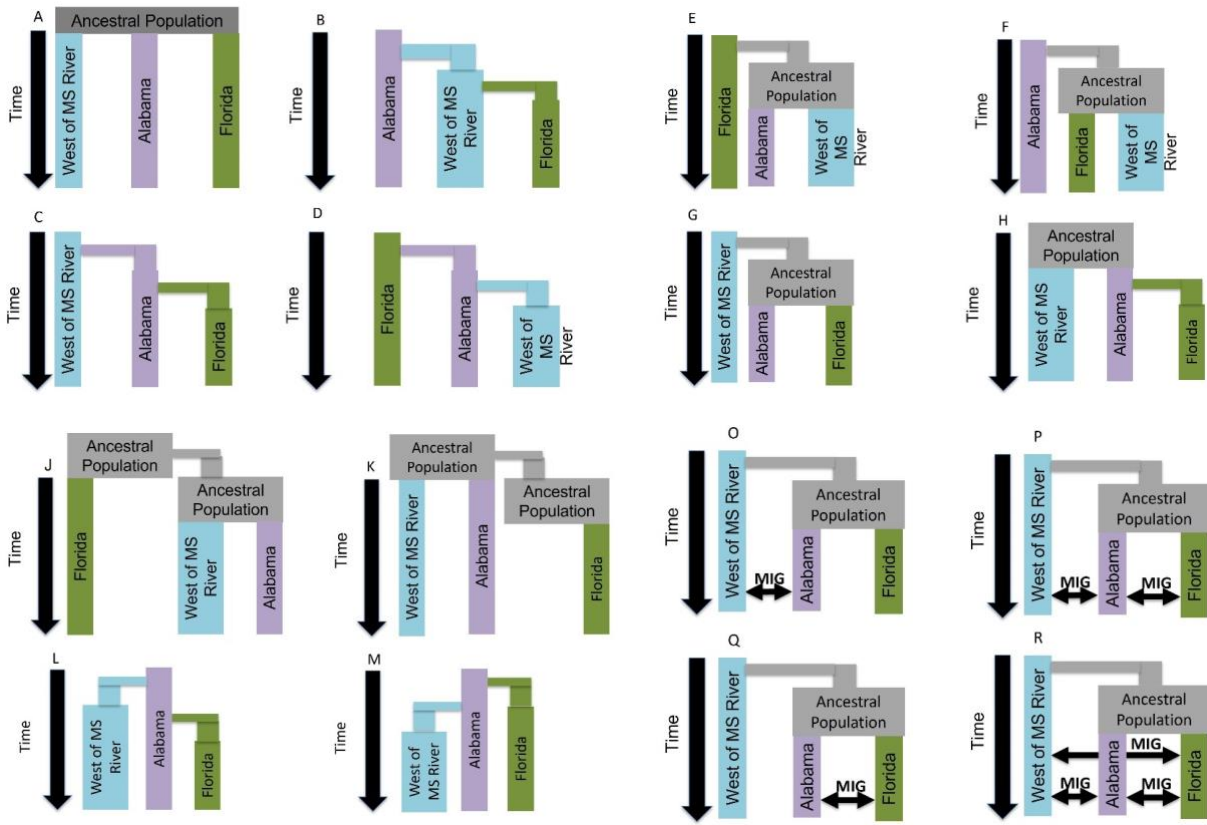 A
Ancestral Population
Time
West of MS River
Alabama
Florida
B
Time
Alabama
West of MS
River
Florida
E
Time
Florida
Ancestral
Population
Alabama
West of
MS
River
F
Time
Alabama
Ancestral
Population
Florida
West of
MS
River
C
Time
West of MS River
Alabama
Florida
D
Time
Florida
Alabama
West of
MS
River
G
Time
West of MS River
Ancestral
Population
Alabama
Florida
H
Time
Ancestral
Population
West of MS
River
Alabama
Florida
J
Time
Ancestral
Population
Florida
Ancestral
Population
West of MS
River
Alabama
K
Time
Ancestral
Population
West of MS River
Alabama
Ancestral
Population
Florida
O
Time
West of MS River
Ancestral
Population
MIG
Alabama
Florida
P
Time
West of MS River
Ancestral
Population
MIG
Alabama
MIG
Florida
L
Time
West of MS
River
Alabama
Florida
M
Time
West of
MS River
Alabama
Florida
Q
Time
West of MS River
Ancestral
Population
Alabama
MIG
Florida
R
Time
West of MS River
Ancestral
Population
MIG
MIG
Alabama
MIG
Florida